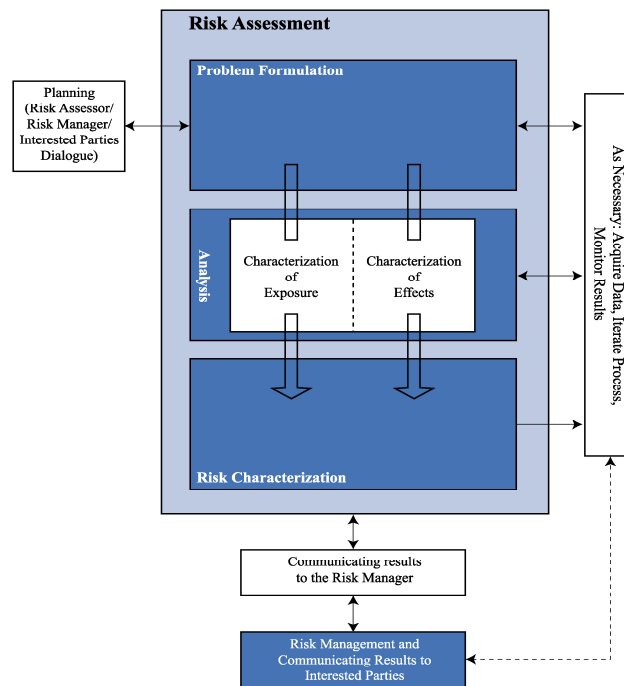 Risk Assessment
Problem Formulation
Planning
(Risk Assessor/
Risk Manager/
Interested Parties
Dialogue)
As Necessary: Acquire Data, Iterate Process,
Monitor Results
Analysis
Characterization
of
Exposure
Characterization
of
Effects
Risk Characterization
Communicating results
to the Risk Manager
Risk Management and
Communicating Results to
Interested Parties